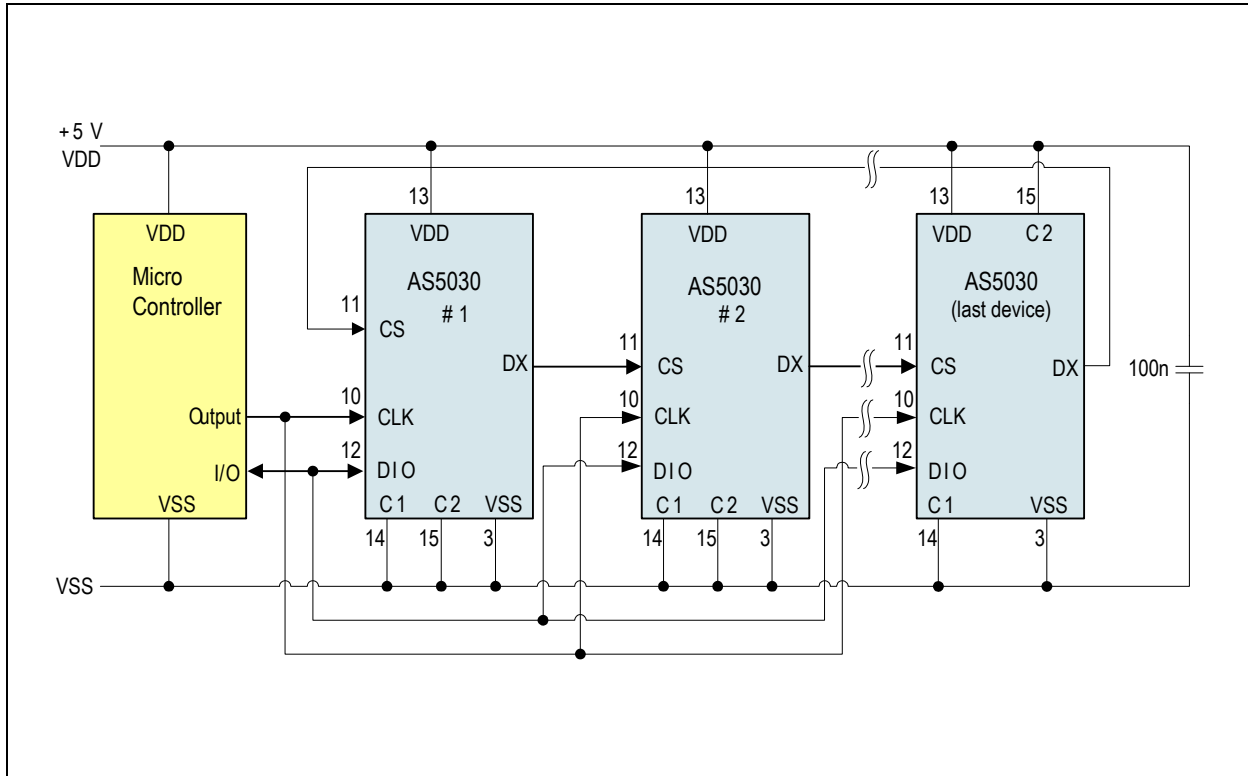 +5 V
VDD
13
13
13
15
VDD
VDD
VDD
VDD
C2
Micro
Controller
AS5030
# 1
AS5030
# 2
AS5030
(last device)
11
CS
DX
11
CS
DX
11
CS
DX
100n
Output
10
CLK
10
CLK
10
CLK
I/O
12
DIO
12
DIO
12
DIO
VSS
C1
C2
VSS
C1
C2
VSS
C1
VSS
14
15
3
14
15
3
14
3
VSS